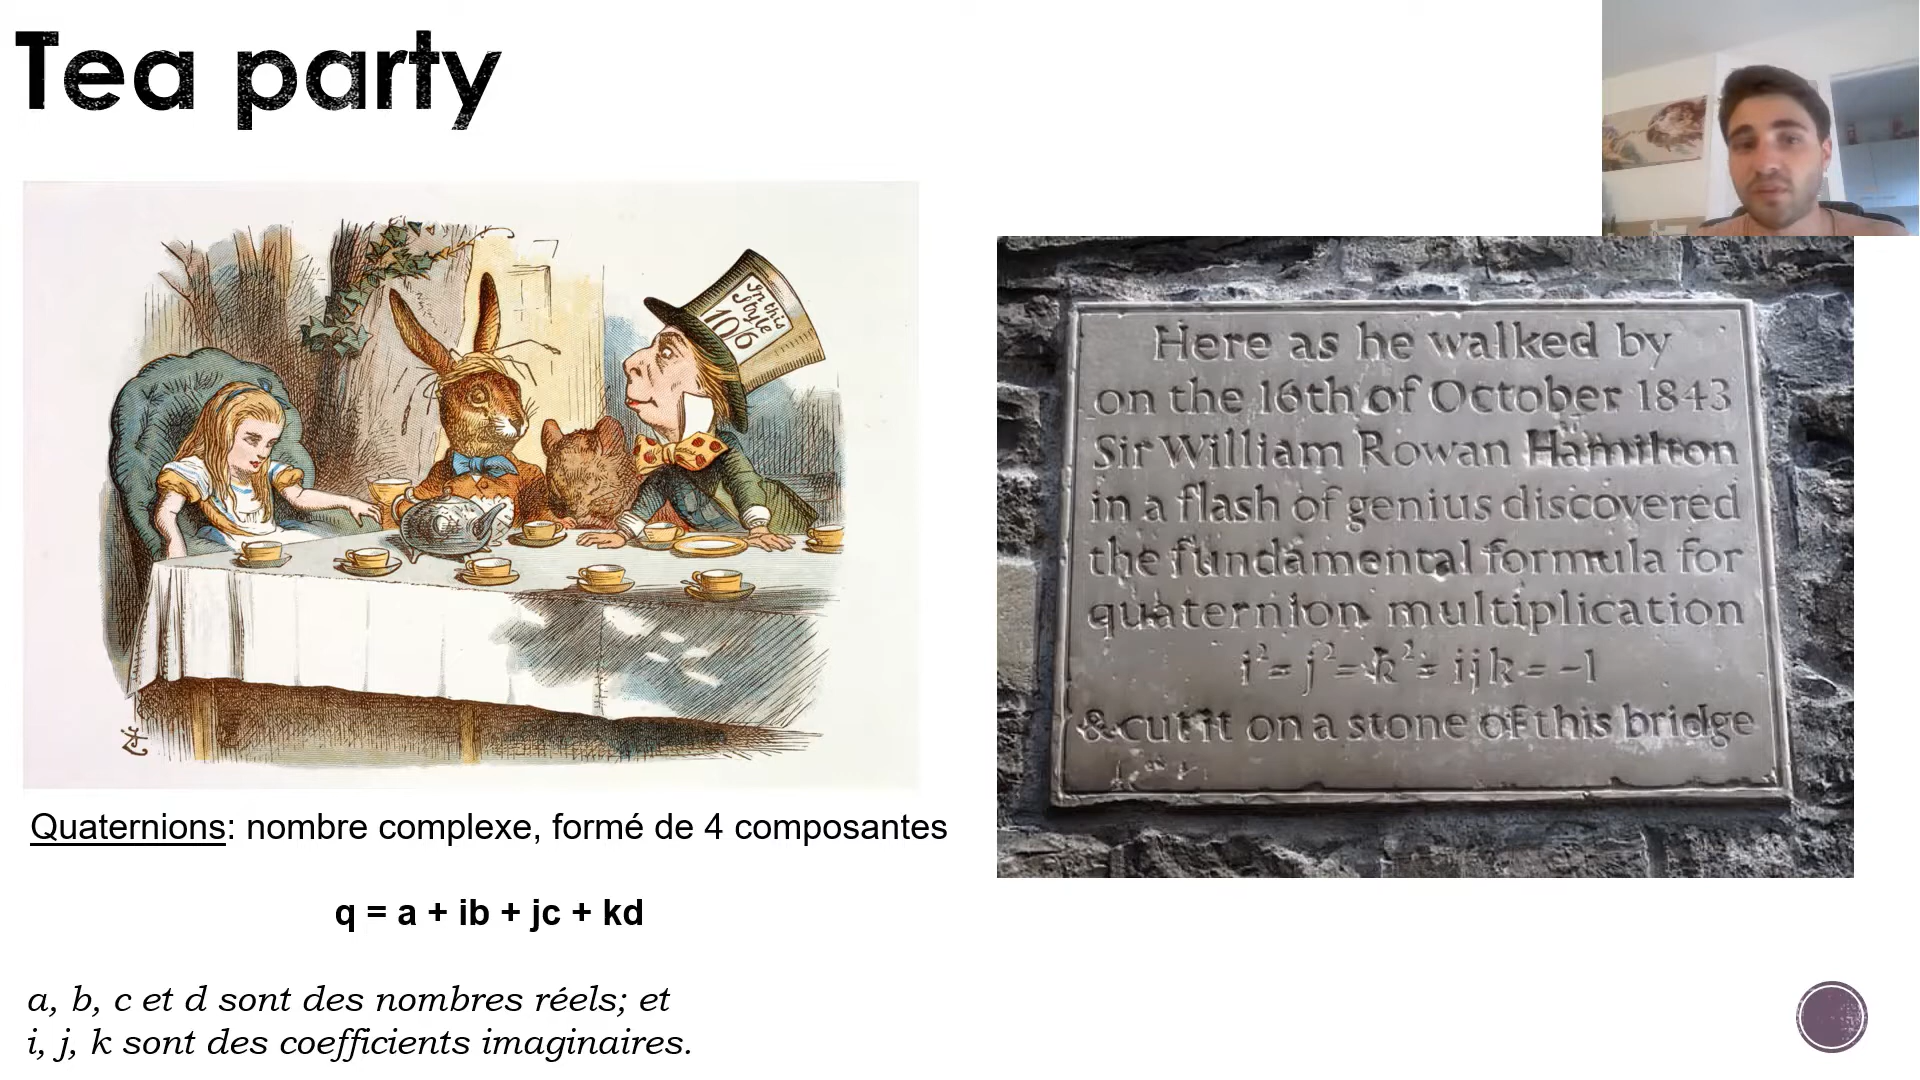 Tea party
In this
Style
10/6
Here as he walked by
on the 16th of October 1843
Sir William Rowan Hamilton
in a flash of genius discovered
the fundamental formula for
quaternion multiplication
i² = j² = k² = ijk = −1
& cut it on a stone of this bridge
Quaternions: nombre complexe, formé de 4 composantes
q = a + ib + jc + kd
a, b, c et d sont des nombres réels; et
i, j, k sont des coefficients imaginaires.